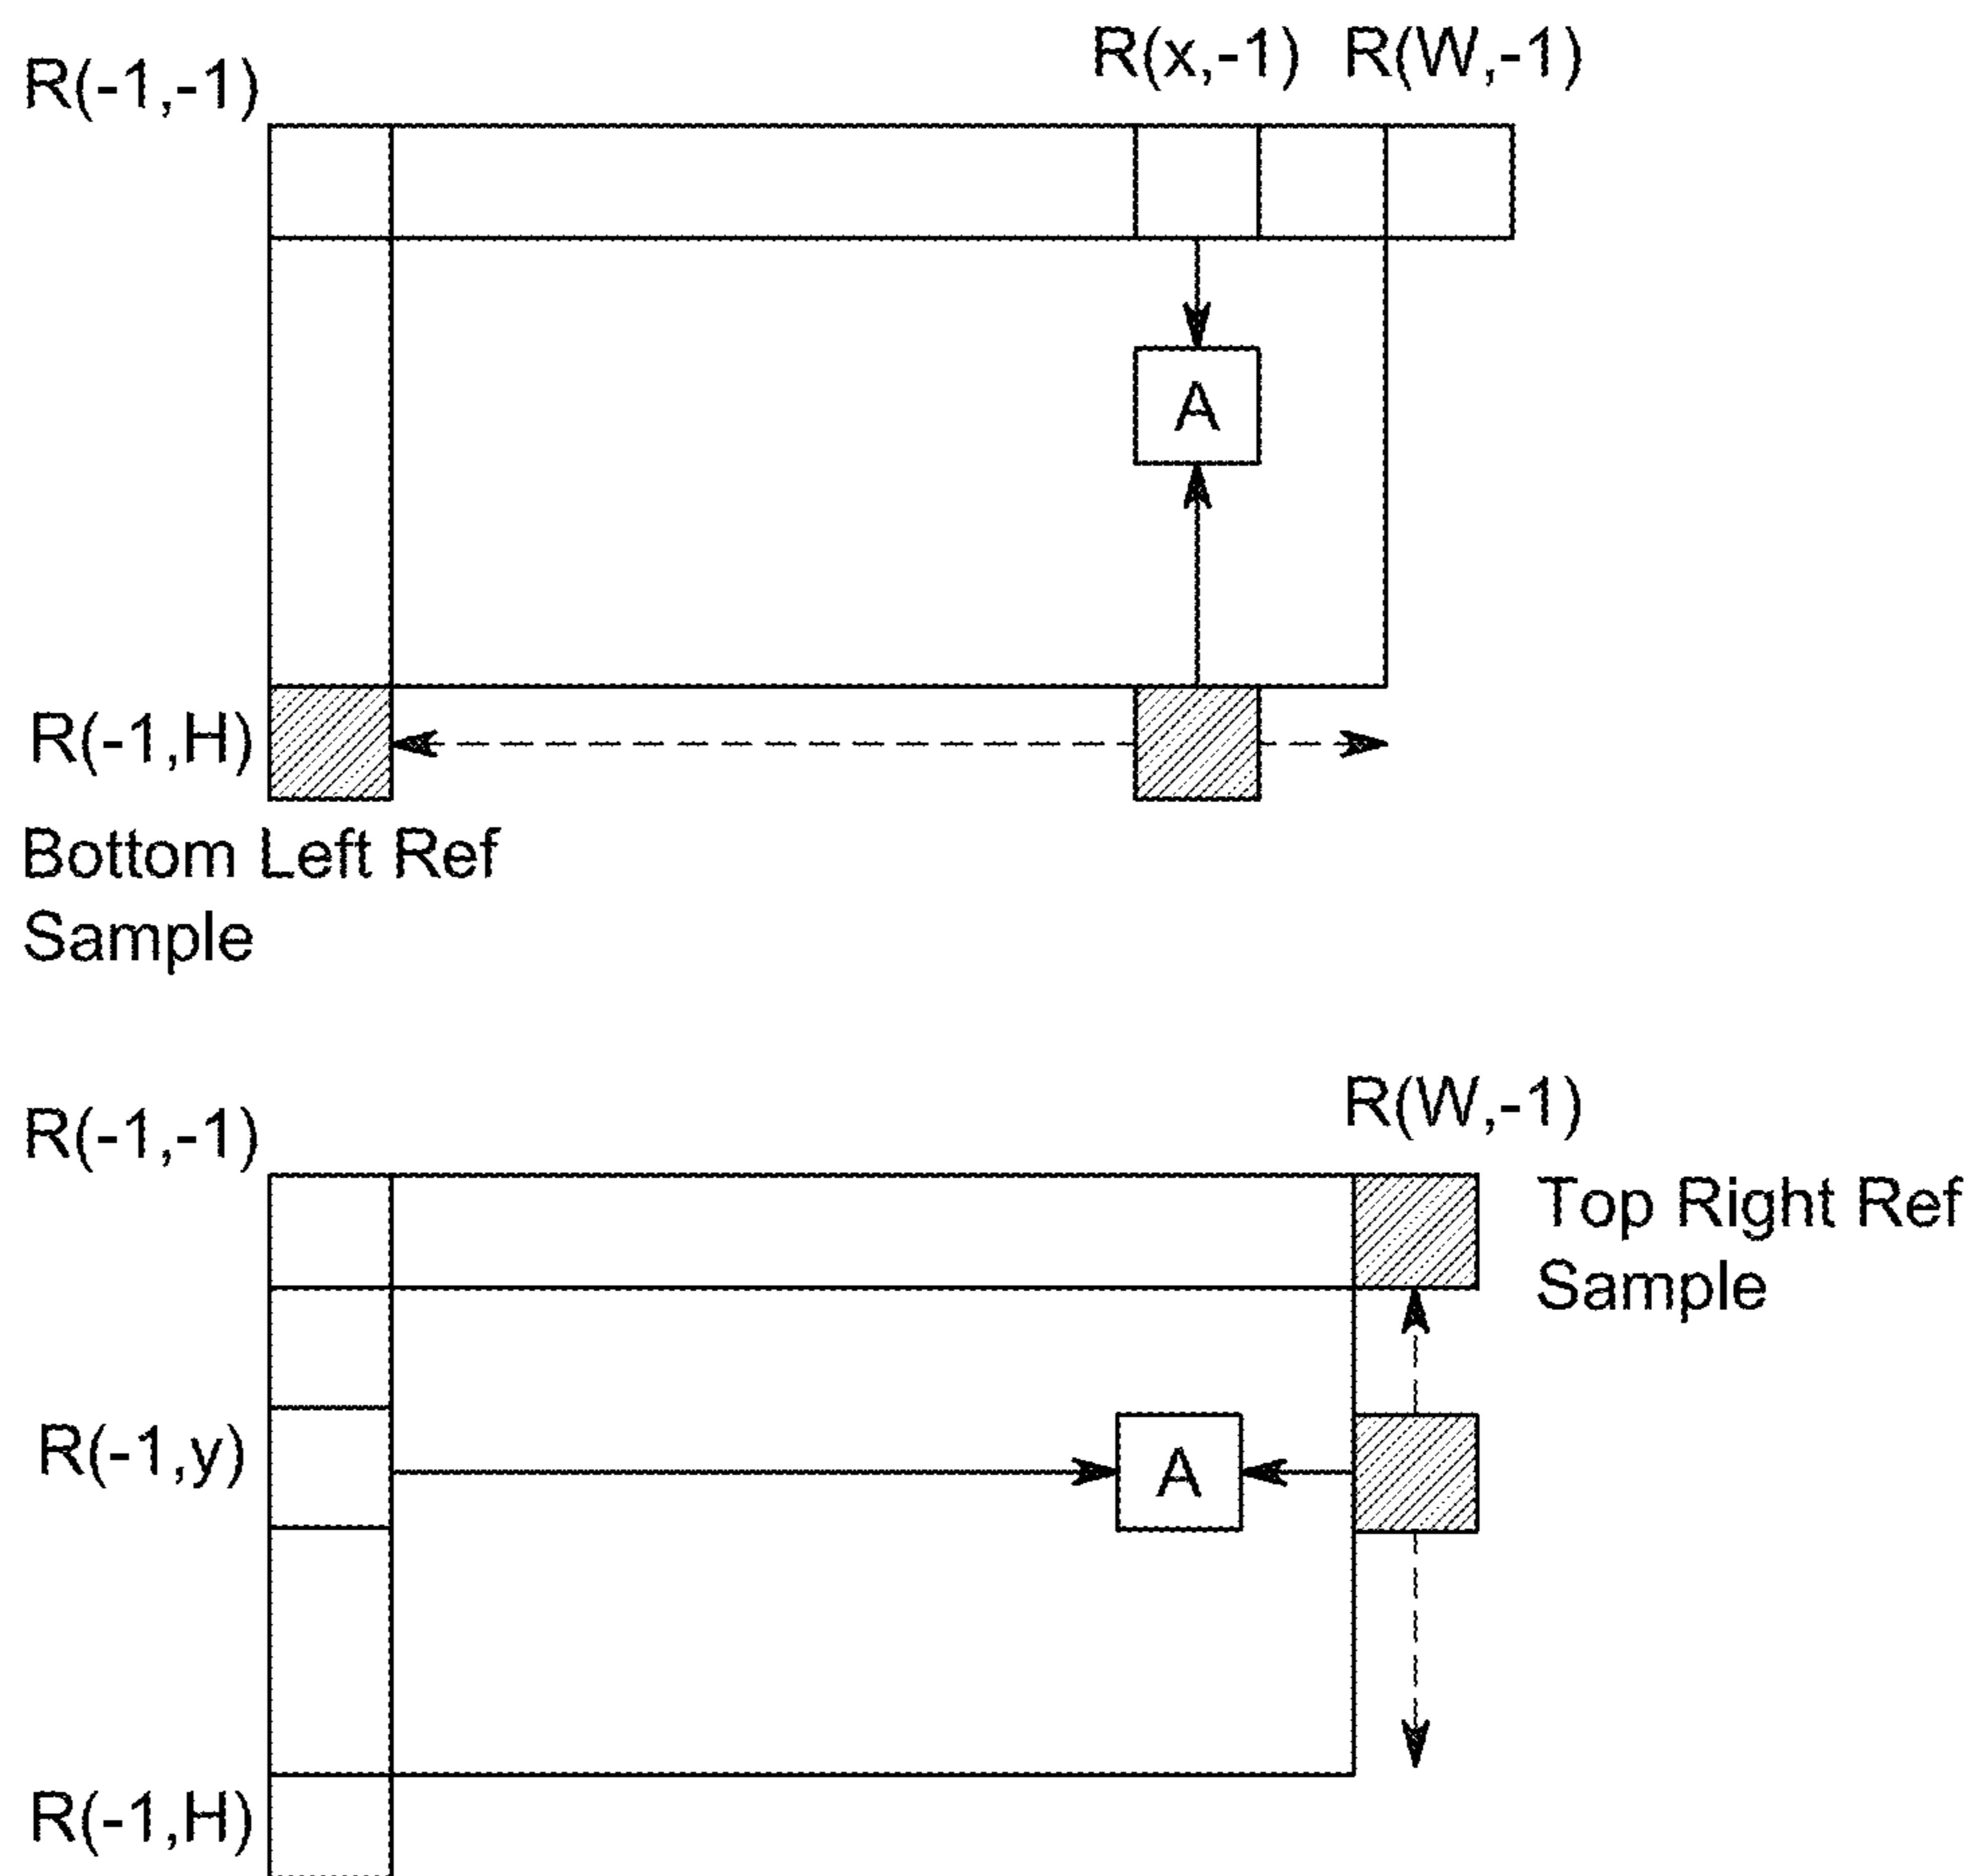 R(-1,-1)
R(x,-1) R(W,-1)
A
R(-1,H)
Bottom Left Ref
Sample
R(-1,-1)
R(W,-1)
Top Right Ref
Sample
R(-1,y)
A
R(-1,H)